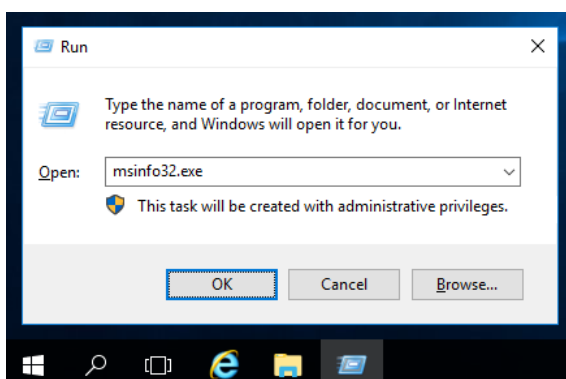 Run
Type the name of a program, folder, document, or Internet
resource, and Windows will open it for you.
Open:
msinfo32.exe
This task will be created with administrative privileges.
OK
Cancel
Browse...